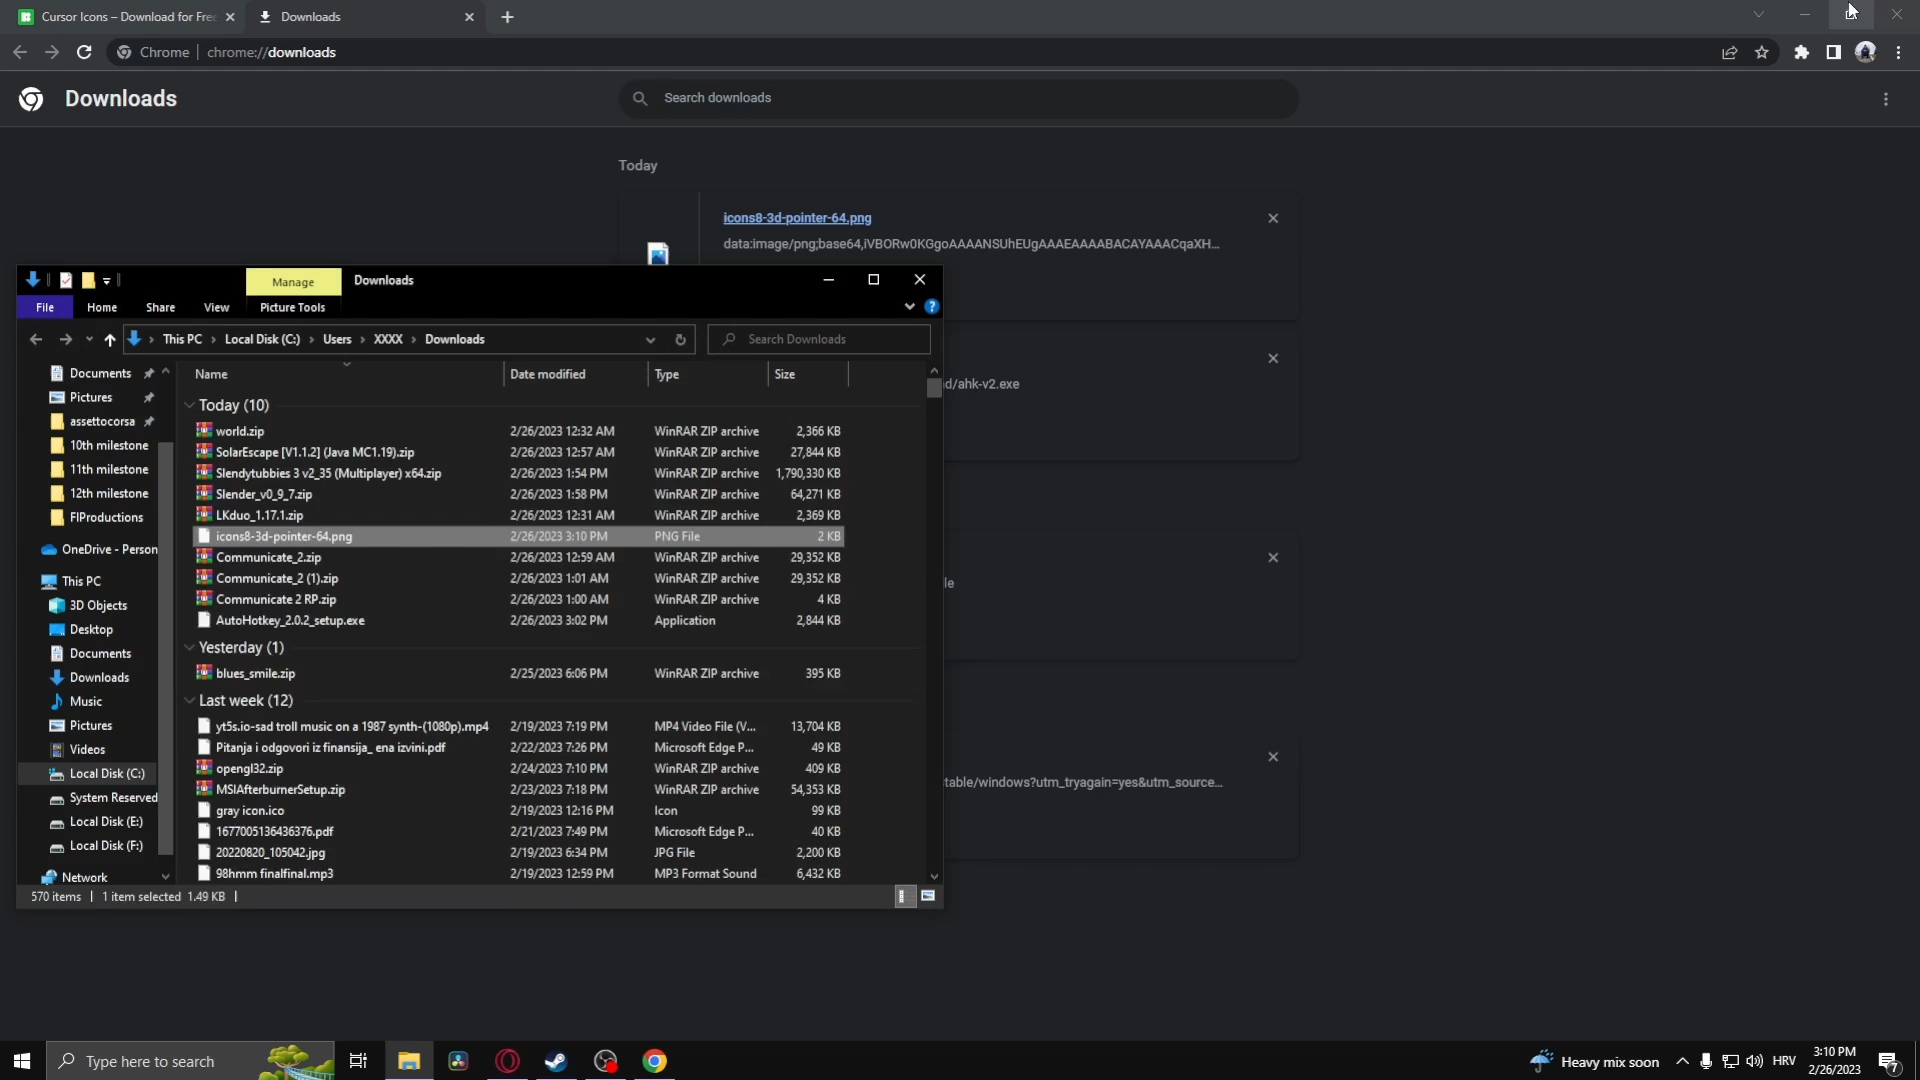 Cursor Icons – Download for Free
Downloads
Chrome
chrome://downloads
Downloads
Search downloads
Today
icons8-3d-pointer-64.png
data:image/png;base64,iVBORw0KGgoAAAANSUhEUgAAAEAAAABACAYAAACqaXH...
d/ahk-v2.exe
le
table/windows?utm_tryagain=yes&utm_source...
Manage
Downloads
File
Home
Share
View
Picture Tools
This PC
Local Disk (C:)
Users
XXXX
Downloads
Search Downloads
Documents
Pictures
assettocorsa
10th milestone
11th milestone
12th milestone
FIProductions
OneDrive - Person
This PC
3D Objects
Desktop
Documents
Downloads
Music
Pictures
Videos
Local Disk (C:)
System Reserved
Local Disk (E:)
Local Disk (F:)
Network
Name Date modified Type Size
Today (10)
world.zip 2/26/2023 12:32 AM WinRAR ZIP archive 2,366 KB
SolarEscape [V1.1.2] (Java MC1.19).zip 2/26/2023 12:57 AM WinRAR ZIP archive 27,844 KB
Slendytubbies 3 v2_35 (Multiplayer) x64.zip 2/26/2023 1:54 PM WinRAR ZIP archive 1,790,330 KB
Slender_v0_9_7.zip 2/26/2023 1:58 PM WinRAR ZIP archive 64,271 KB
LKduo_1.17.1.zip 2/26/2023 12:31 AM WinRAR ZIP archive 2,369 KB
icons8-3d-pointer-64.png 2/26/2023 3:10 PM PNG File 2 KB
Communicate_2.zip 2/26/2023 12:59 AM WinRAR ZIP archive 29,352 KB
Communicate_2 (1).zip 2/26/2023 1:01 AM WinRAR ZIP archive 29,352 KB
Communicate 2 RP.zip 2/26/2023 1:00 AM WinRAR ZIP archive 4 KB
AutoHotkey_2.0.2_setup.exe 2/26/2023 3:02 PM Application 2,844 KB
Yesterday (1)
blues_smile.zip 2/25/2023 6:06 PM WinRAR ZIP archive 395 KB
Last week (12)
yt5s.io-sad troll music on a 1987 synth-(1080p).mp4 2/19/2023 7:19 PM MP4 Video File (V... 13,704 KB
Pitanja i odgovori iz finansija_ ena izvini.pdf 2/22/2023 7:26 PM Microsoft Edge P... 49 KB
opengl32.zip 2/24/2023 7:10 PM WinRAR ZIP archive 409 KB
MSIAfterburnerSetup.zip 2/23/2023 7:18 PM WinRAR ZIP archive 54,353 KB
gray icon.ico 2/19/2023 12:16 PM Icon 99 KB
1677005136436376.pdf 2/21/2023 7:49 PM Microsoft Edge P... 40 KB
20220820_105042.jpg 2/19/2023 6:34 PM JPG File 2,200 KB
98hmm finalfinal.mp3 2/19/2023 12:59 PM MP3 Format Sound 6,432 KB
570 items 1 item selected 1.49 KB
Type here to search
Heavy mix soon
HRV
3:10 PM
2/26/2023
7